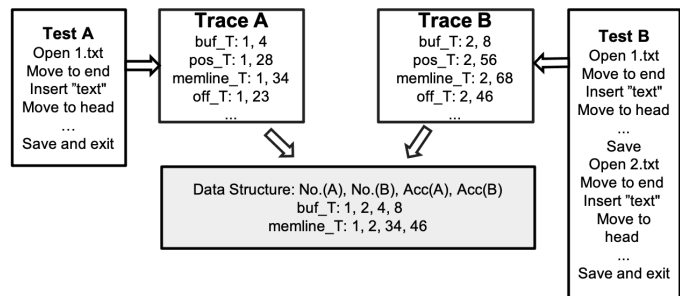 Test A
Open 1.txt
Move to end
Insert "text"
Move to head
...
Save and exit
Trace A
buf_T: 1, 4
pos_T: 1, 28
memline_T: 1, 34
off_T: 1, 23
...
Trace B
buf_T: 2, 8
pos_T: 2, 56
memline_T: 2, 68
off_T: 2, 46
...
Test B
Open 1.txt
Move to end
Insert "text"
Move to head
...
Save
Open 2.txt
Move to end
Insert "text"
Move to
head
...
Save and exit
Data Structure: No.(A), No.(B), Acc(A), Acc(B)
buf_T: 1, 2, 4, 8
memline_T: 1, 2, 34, 46